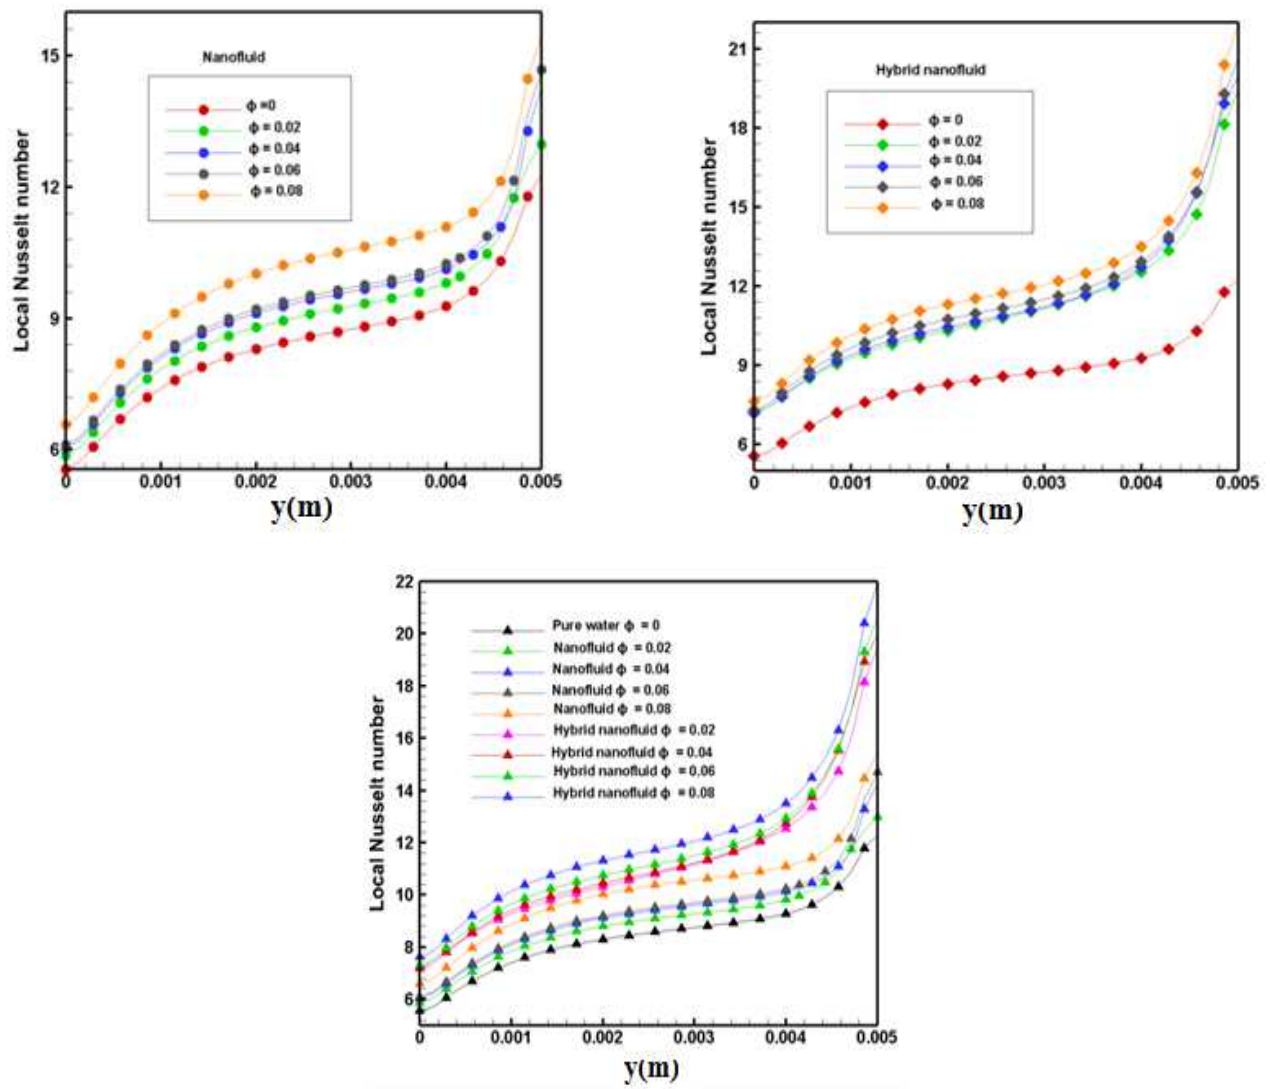 Nanofluid
ϕ =0
ϕ = 0.02
ϕ = 0.04
ϕ = 0.06
ϕ = 0.08
15
12
9
6
Local Nusselt number
0 0.001 0.002 0.003 0.004 0.005
y(m)
Hybrid nanofluid
ϕ = 0
ϕ = 0.02
ϕ = 0.04
ϕ = 0.06
ϕ = 0.08
21
18
15
12
9
6
Local Nusselt number
0 0.001 0.002 0.003 0.004 0.005
y(m)
Pure water ϕ = 0
Nanofluid ϕ = 0.02
Nanofluid ϕ = 0.04
Nanofluid ϕ = 0.06
Nanofluid ϕ = 0.08
Hybrid nanofluid ϕ = 0.02
Hybrid nanofluid ϕ = 0.04
Hybrid nanofluid ϕ = 0.06
Hybrid nanofluid ϕ = 0.08
22
20
18
16
14
12
10
8
6
Local Nusselt number
0 0.001 0.002 0.003 0.004 0.005
y(m)